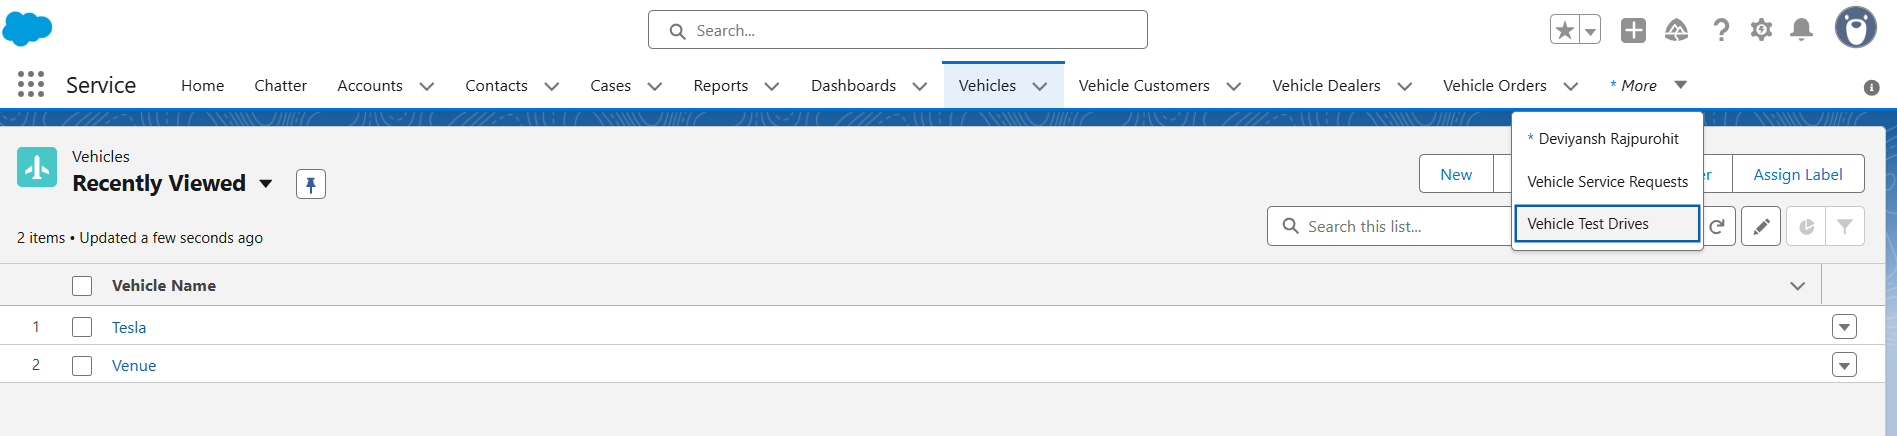 Search...
Service
Home
Chatter
Accounts
Contacts
Cases
Reports
Dashboards
Vehicles
Vehicle Customers
Vehicle Dealers
Vehicle Orders
* More
* Deviyansh Rajpurohit
Vehicle Service Requests
Vehicle Test Drives
Vehicles
Recently Viewed
New
Assign Label
2 items • Updated a few seconds ago
Search this list...
Vehicle Name
1 Tesla
2 Venue